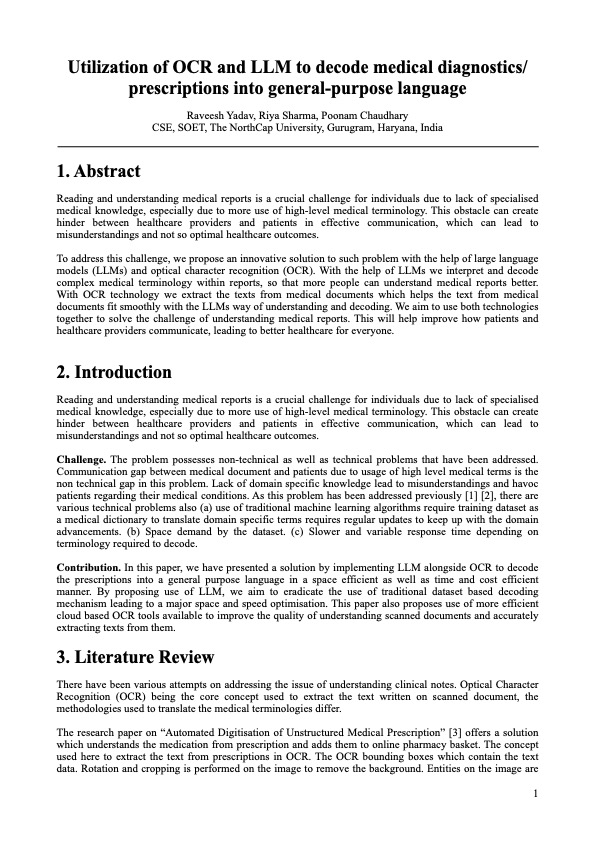 Utilization of OCR and LLM to decode medical diagnostics/
prescriptions into general-purpose language
Raveesh Yadav, Riya Sharma, Poonam Chaudhary
CSE, SOET, The NorthCap University, Gurugram, Haryana, India
1. Abstract
Reading and understanding medical reports is a crucial challenge for individuals due to lack of specialised
medical knowledge, especially due to more use of high-level medical terminology. This obstacle can create
hinder between healthcare providers and patients in effective communication, which can lead to
misunderstandings and not so optimal healthcare outcomes.
To address this challenge, we propose an innovative solution to such problem with the help of large language
models (LLMs) and optical character recognition (OCR). With the help of LLMs we interpret and decode
complex medical terminology within reports, so that more people can understand medical reports better.
With OCR technology we extract the texts from medical documents which helps the text from medical
documents fit smoothly with the LLMs way of understanding and decoding. We aim to use both technologies
together to solve the challenge of understanding medical reports. This will help improve how patients and
healthcare providers communicate, leading to better healthcare for everyone.
2. Introduction
Reading and understanding medical reports is a crucial challenge for individuals due to lack of specialised
medical knowledge, especially due to more use of high-level medical terminology. This obstacle can create
hinder between healthcare providers and patients in effective communication, which can lead to
misunderstandings and not so optimal healthcare outcomes.
Challenge. The problem possesses non-technical as well as technical problems that have been addressed.
Communication gap between medical document and patients due to usage of high level medical terms is the
non technical gap in this problem. Lack of domain specific knowledge lead to misunderstandings and havoc
patients regarding their medical conditions. As this problem has been addressed previously [1] [2], there are
various technical problems also (a) use of traditional machine learning algorithms require training dataset as
a medical dictionary to translate domain specific terms requires regular updates to keep up with the domain
advancements. (b) Space demand by the dataset. (c) Slower and variable response time depending on
terminology required to decode.
Contribution. In this paper, we have presented a solution by implementing LLM alongside OCR to decode
the prescriptions into a general purpose language in a space efficient as well as time and cost efficient
manner. By proposing use of LLM, we aim to eradicate the use of traditional dataset based decoding
mechanism leading to a major space and speed optimisation. This paper also proposes use of more efficient
cloud based OCR tools available to improve the quality of understanding scanned documents and accurately
extracting texts from them.
3. Literature Review
There have been various attempts on addressing the issue of understanding clinical notes. Optical Character
Recognition (OCR) being the core concept used to extract the text written on scanned document, the
methodologies used to translate the medical terminologies differ.
The research paper on “Automated Digitisation of Unstructured Medical Prescription” [3] offers a solution
which understands the medication from prescription and adds them to online pharmacy basket. The concept
used here to extract the text from prescriptions in OCR. The OCR bounding boxes which contain the text
data. Rotation and cropping is performed on the image to remove the background. Entities on the image are
1